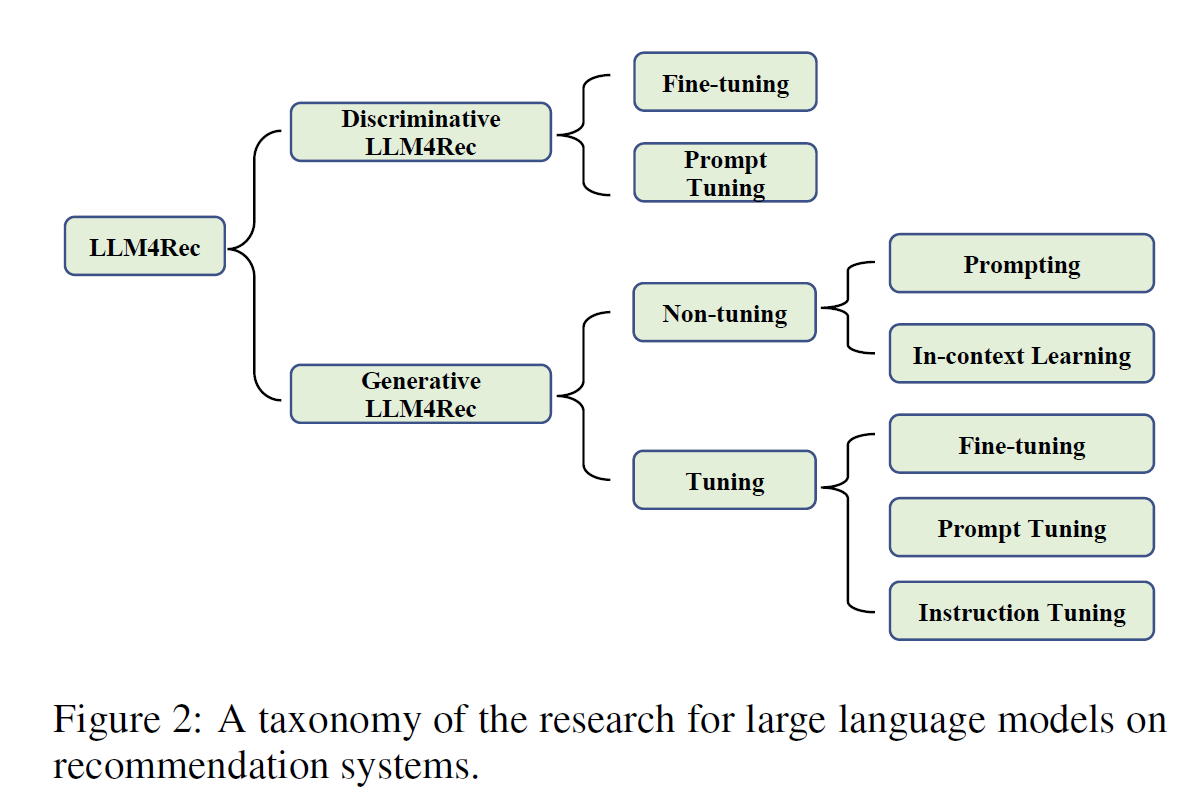 LLM4Rec
Discriminative
LLM4Rec
Fine-tuning
Prompt
Tuning
Generative
LLM4Rec
Non-tuning
Prompting
In-context Learning
Tuning
Fine-tuning
Prompt Tuning
Instruction Tuning
Figure 2: A taxonomy of the research for large language models on
recommendation systems.